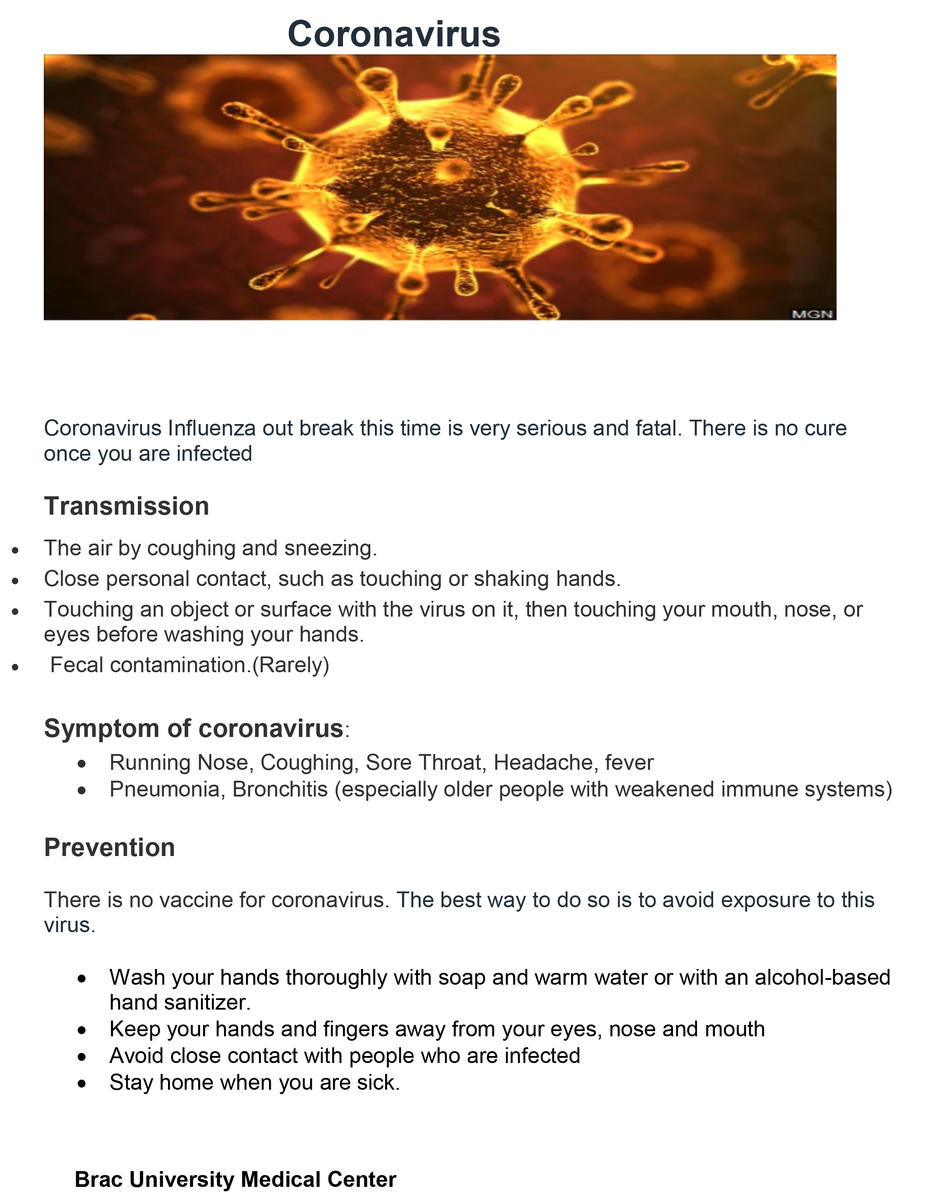 Coronavirus
MGN
Coronavirus Influenza out break this time is very serious and fatal. There is no cure
once you are infected
Transmission
• The air by coughing and sneezing.
• Close personal contact, such as touching or shaking hands.
• Touching an object or surface with the virus on it, then touching your mouth, nose, or
eyes before washing your hands.
• Fecal contamination.(Rarely)
Symptom of coronavirus:
• Running Nose, Coughing, Sore Throat, Headache, fever
• Pneumonia, Bronchitis (especially older people with weakened immune systems)
Prevention
There is no vaccine for coronavirus. The best way to do so is to avoid exposure to this
virus.
• Wash your hands thoroughly with soap and warm water or with an alcohol-based
hand sanitizer.
• Keep your hands and fingers away from your eyes, nose and mouth
• Avoid close contact with people who are infected
• Stay home when you are sick.
Brac University Medical Center